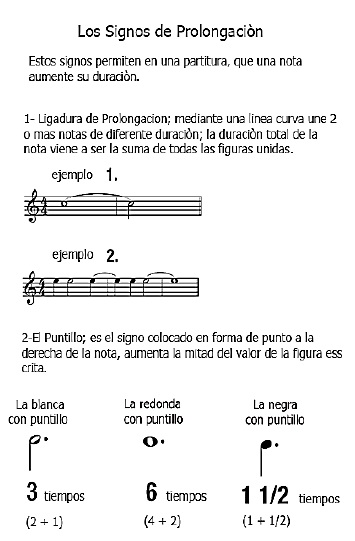 Los Signos de Prolongaciòn
Estos signos permiten en una partitura, que una nota
aumente su duraciòn.
1- Ligadura de Prolongacion; mediante una linea curva une 2
o mas notas de diferente duraciòn; la duraciòn total de la
nota viene a ser la suma de todas las figuras unidas.
ejemplo 1.
4
4
ejemplo 2.
4
4
2-El Puntillo; es el signo colocado en forma de punto a la
derecha de la nota, aumenta la mitad del valor de la figura ess
crita.
La blanca
con puntillo
La redonda
con puntillo
La negra
con puntillo
3 tiempos
6 tiempos
1 1/2 tiempos
(2 + 1)
(4 + 2)
(1 + 1/2)